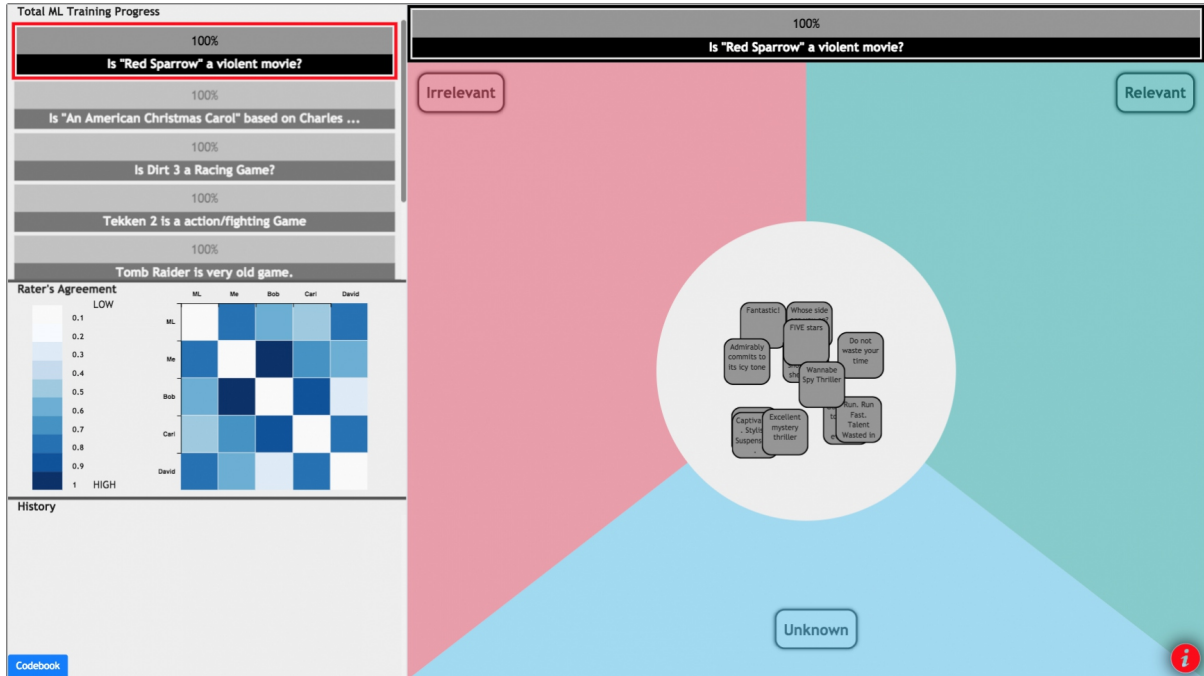 Total ML Training Progress
100%
Is "Red Sparrow" a violent movie?
100%
Is "An American Christmas Carol" based on Charles ...
100%
Is Dirt 3 a Racing Game?
100%
Tekken 2 is a action/fighting Game
100%
Tomb Raider is very old game.
Rater's Agreement
LOW
0.1
0.2
0.3
0.4
0.5
0.6
0.7
0.8
0.9
1 HIGH
ML Me Bob Carl David
ML
Me
Bob
Carl
David
History
Codebook
100%
Is "Red Sparrow" a violent movie?
Irrelevant
Relevant
Fantastic!
Whose side
FIVE stars
Admirably
commits to
its icy tone
Do not
waste your
time
Wannabe
Spy Thriller
Excellent
mystery
thriller
Run. Run
Fast.
Talent
Wasted in
Unknown
i